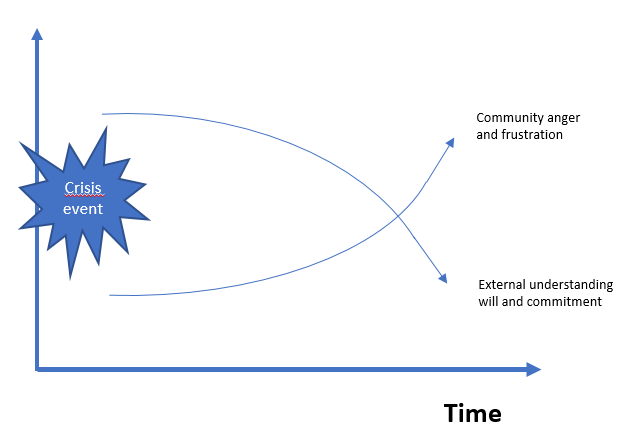 Crisis
event
Community anger
and frustration
External understanding
will and commitment
Time